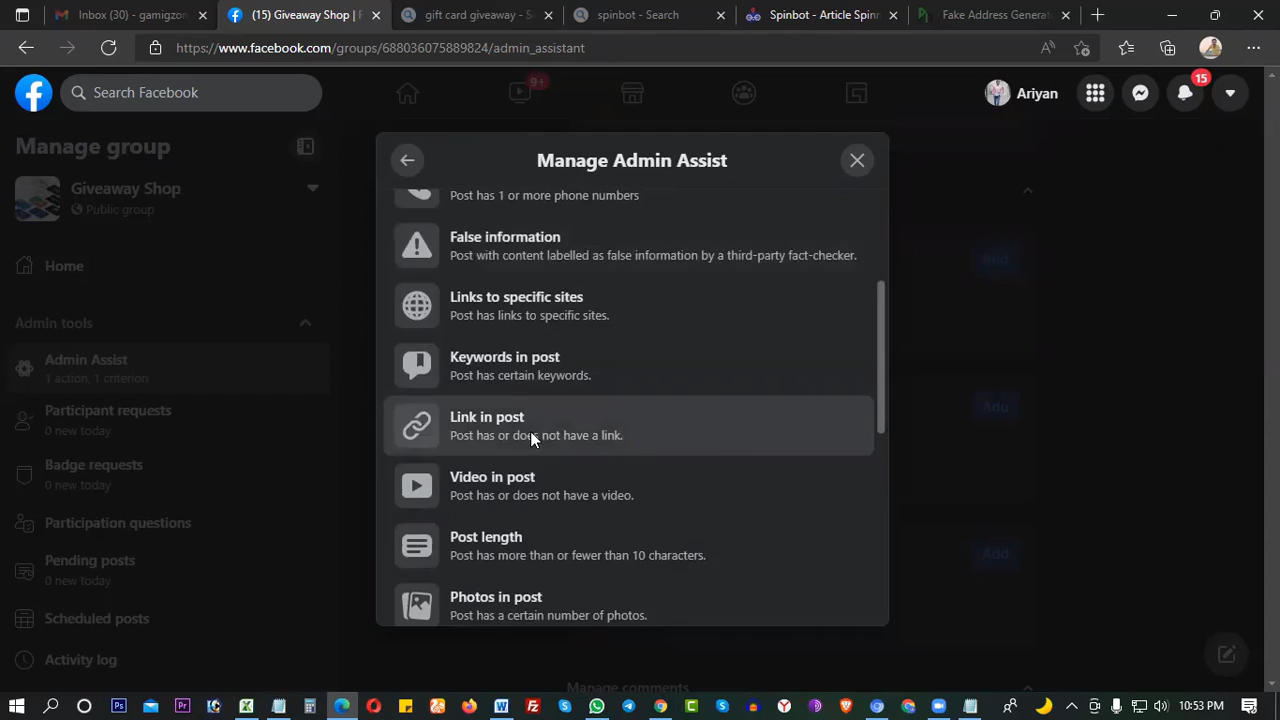 Inbox (30) - gamigzon
(15) Giveaway Shop |
gift card giveaway - S
spinbot - Search
Spinbot - Article Spinn
Fake Address Generat
https://www.facebook.com/groups/688036075889824/admin_assistant
Search Facebook
9+
Ariyan
15
Manage group
Giveaway Shop
Public group
Home
Admin tools
Admin Assist
1 action, 1 criterion
Participant requests
0 new today
Badge requests
0 new today
Participation questions
Pending posts
0 new today
Scheduled posts
Activity log
Manage Admin Assist
Post has 1 or more phone numbers
False information
Post with content labelled as false information by a third-party fact-checker.
Links to specific sites
Post has links to specific sites.
Keywords in post
Post has certain keywords.
Link in post
Post has or does not have a link.
Video in post
Post has or does not have a video.
Post length
Post has more than or fewer than 10 characters.
Photos in post
Post has a certain number of photos.
Add
Add
Add
Manage comments
10:53 PM